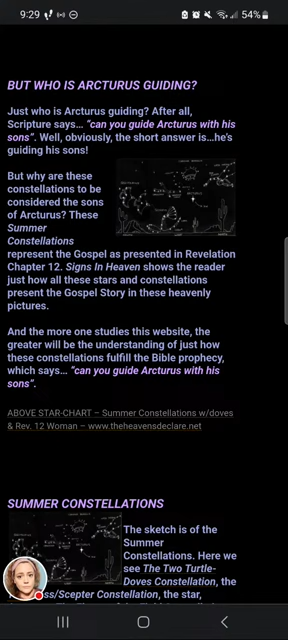 9:29
54%
BUT WHO IS ARCTURUS GUIDING?
Just who is Arcturus guiding? After all,
Scripture says… "can you guide Arcturus with his
sons". Well, obviously, the short answer is…he's
guiding his sons!
But why are these
constellations to be
considered the sons
of Arcturus? These
Summer
Constellations
represent the Gospel as presented in Revelation
Chapter 12. Signs In Heaven shows the reader
just how all these stars and constellations
present the Gospel Story in these heavenly
pictures.
And the more one studies this website, the
greater will be the understanding of just how
these constellations fulfill the Bible prophecy,
which says… "can you guide Arcturus with his
sons".
ABOVE STAR-CHART – Summer Constellations w/doves
& Rev. 12 Woman – www.theheavensdeclare.net
SUMMER CONSTELLATIONS
The sketch is of the
Summer
Constellations. Here we
see The Two Turtle-
Doves Constellation, the
ss/Scepter Constellation, the star,